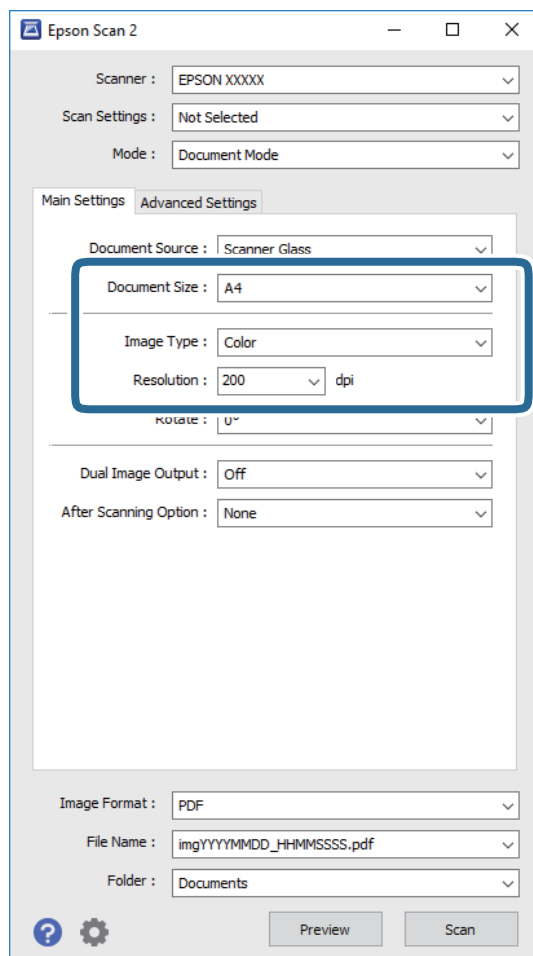 Epson Scan 2
Scanner : EPSON XXXXX
Scan Settings : Not Selected
Mode : Document Mode
Main Settings Advanced Settings
Document Source : Scanner Glass
Document Size : A4
Image Type : Color
Resolution : 200 dpi
Rotate : 0°
Dual Image Output : Off
After Scanning Option : None
Image Format : PDF
File Name : imgYYYYMMDD_HHMMSSSS.pdf
Folder : Documents
? Preview Scan